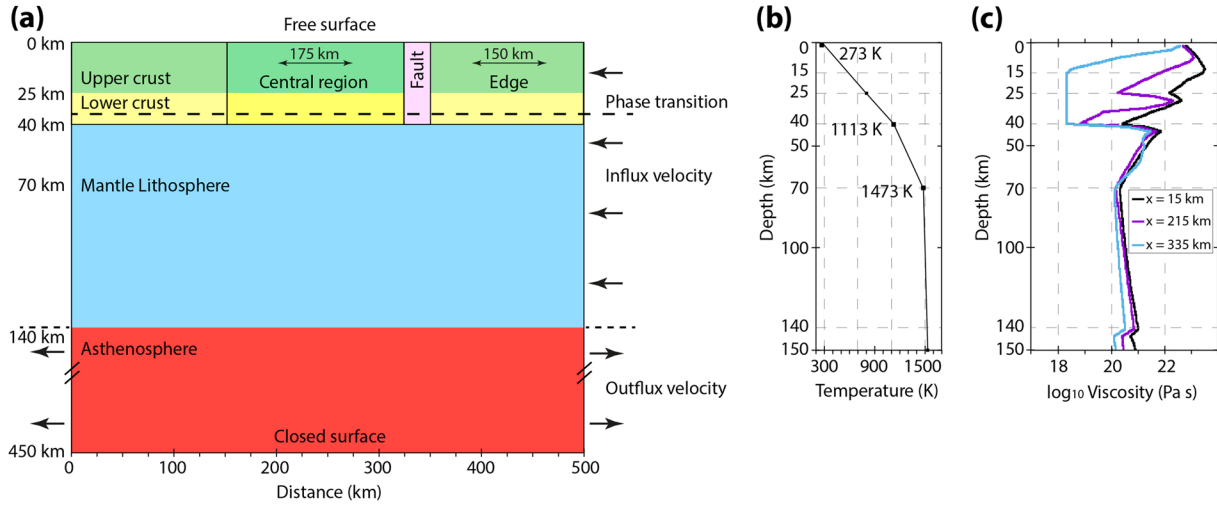 (a)
Free surface
0 km
175 km
150 km
Upper crust
Central region
Fault
Edge
25 km
Lower crust
Phase transition
40 km
Influx velocity
70 km
Mantle Lithosphere
140 km
Asthenosphere
Outflux velocity
Closed surface
450 km
0 100 200 300 400 500
Distance (km)
(b)
0
273 K
15
25
40
1113 K
50
70
1473 K
100
140
150
Depth (km)
300 900 1500
Temperature (K)
(c)
0
15
25
40
50
70
x = 15 km
x = 215 km
x = 335 km
100
140
150
Depth (km)
18 20 22
log10 Viscosity (Pa s)